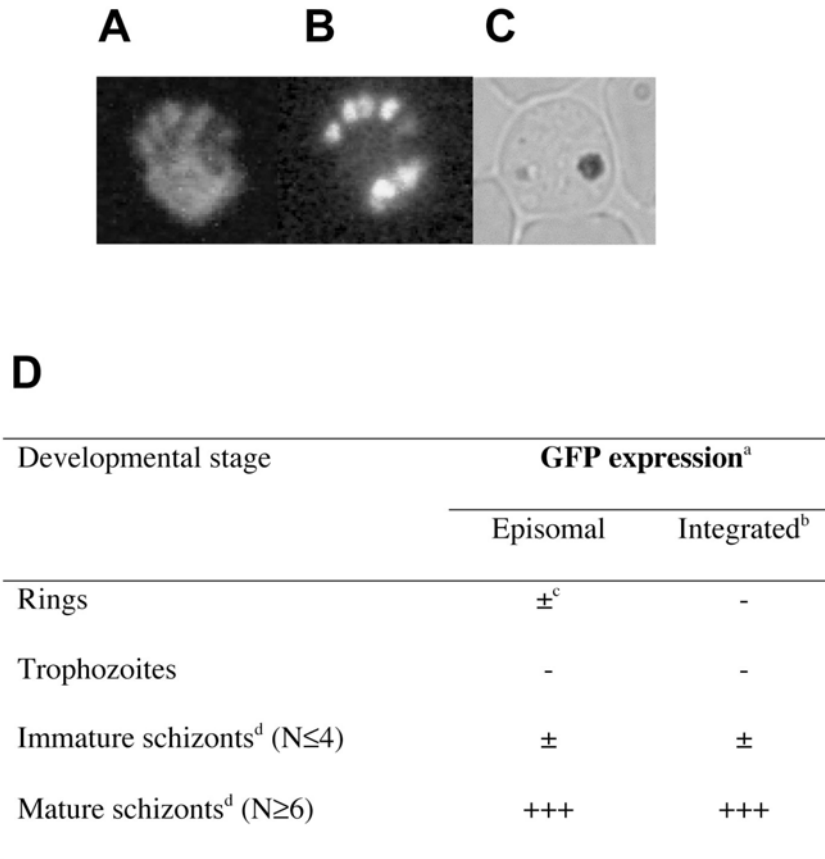 A B C
D
Developmental stage GFP expressionᵃ
Episomal Integratedᵇ
Rings ±ᶜ -
Trophozoites - -
Immature schizontsᵈ (N≤4) ± ±
Mature schizontsᵈ (N≥6) +++ +++